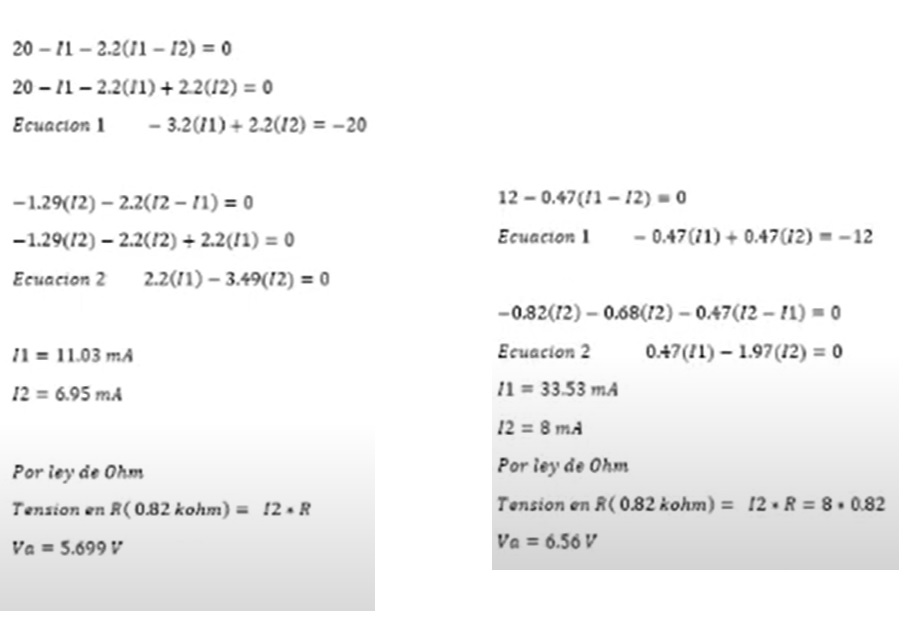 20 − I1 − 2.2(I1 − I2) = 0
20 − I1 − 2.2(I1) + 2.2(I2) = 0
Ecuacion 1 − 3.2(I1) + 2.2(I2) = −20
−1.29(I2) − 2.2(I2 − I1) = 0
−1.29(I2) − 2.2(I2) + 2.2(I1) = 0
Ecuacion 2 2.2(I1) − 3.49(I2) = 0
I1 = 11.03 mA
I2 = 6.95 mA
Por ley de Ohm
Tension en R( 0.82 kohm) = I2 * R
Va = 5.699 V
12 − 0.47(I1 − I2) = 0
Ecuacion 1 − 0.47(I1) + 0.47(I2) = −12
−0.82(I2) − 0.68(I2) − 0.47(I2 − I1) = 0
Ecuacion 2 0.47(I1) − 1.97(I2) = 0
I1 = 33.53 mA
I2 = 8 mA
Por ley de Ohm
Tension en R( 0.82 kohm) = I2 * R = 8 * 0.82
Va = 6.56 V